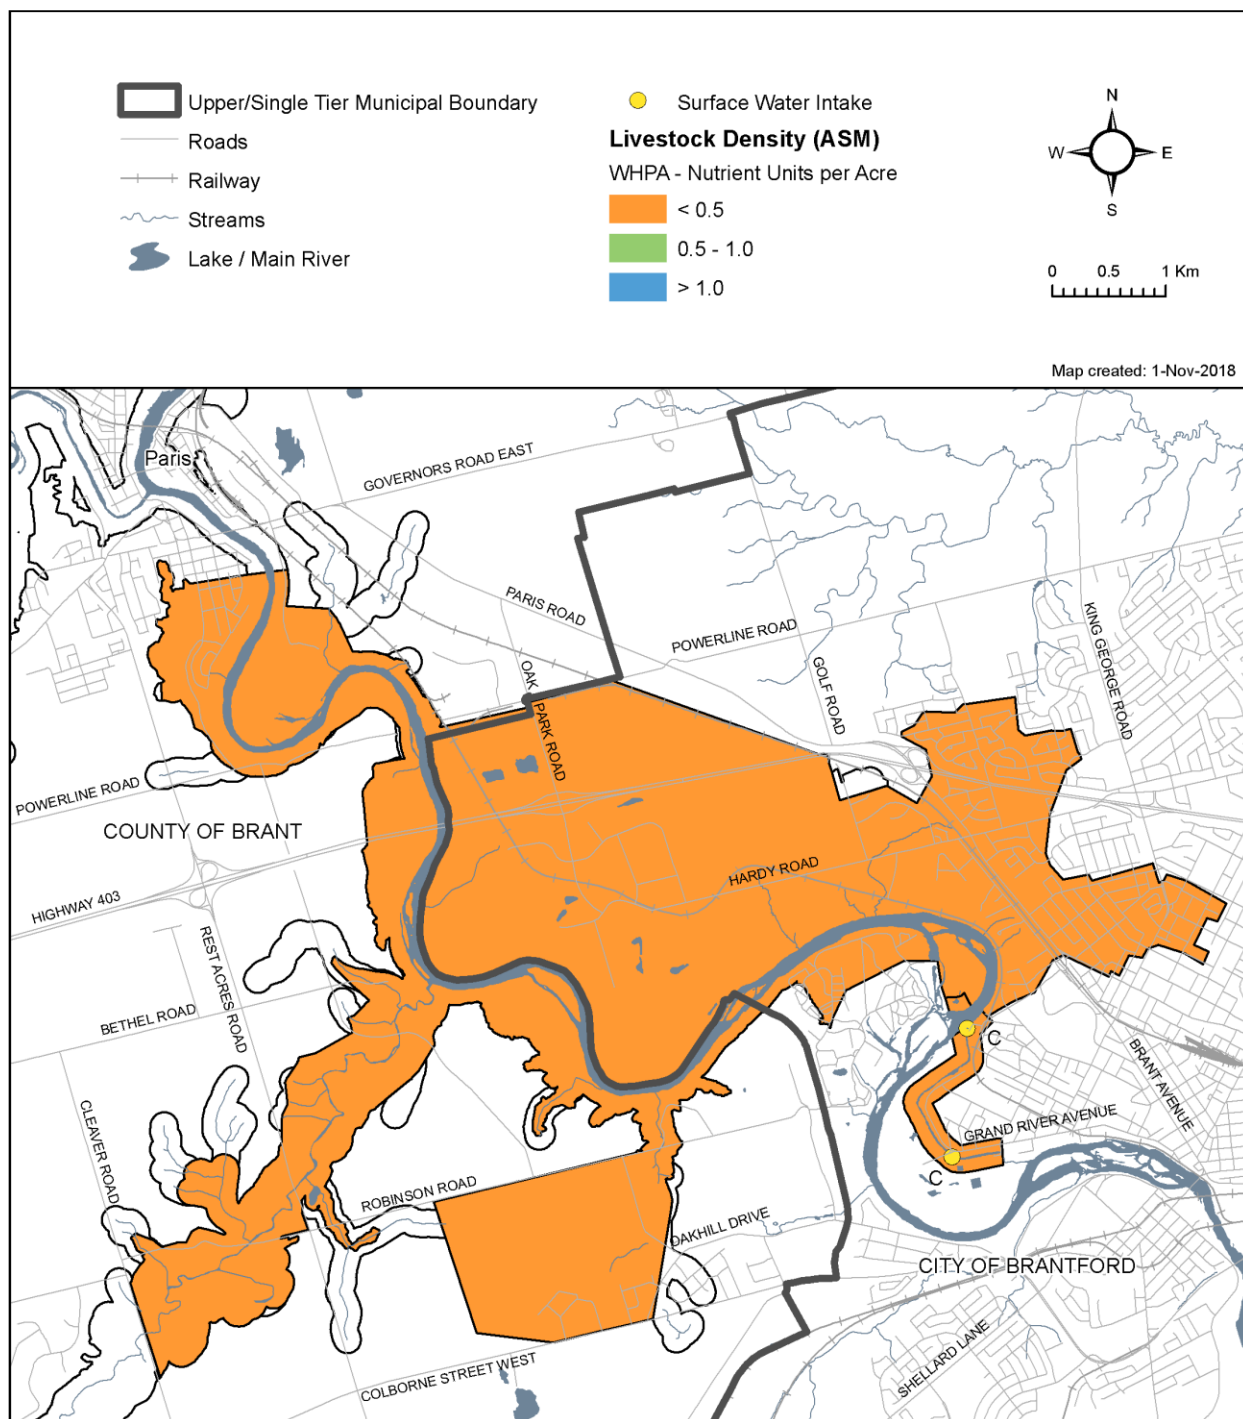 Upper/Single Tier Municipal Boundary
Roads
Railway
Streams
Lake / Main River
Surface Water Intake
Livestock Density (ASM)
WHPA - Nutrient Units per Acre
< 0.5
0.5 - 1.0
> 1.0
N
W E
S
0 0.5 1 Km
Map created: 1-Nov-2018
Paris
GOVERNORS ROAD EAST
PARIS ROAD
POWERLINE ROAD
KING GEORGE ROAD
GOLF ROAD
OAK PARK ROAD
POWERLINE ROAD
COUNTY OF BRANT
HARDY ROAD
HIGHWAY 403
REST ACRES ROAD
BETHEL ROAD
C
BRANT AVENUE
CLEAVER ROAD
GRAND RIVER AVENUE
C
ROBINSON ROAD
OAKHILL DRIVE
CITY OF BRANTFORD
SHELLARD LANE
COLBORNE STREET WEST